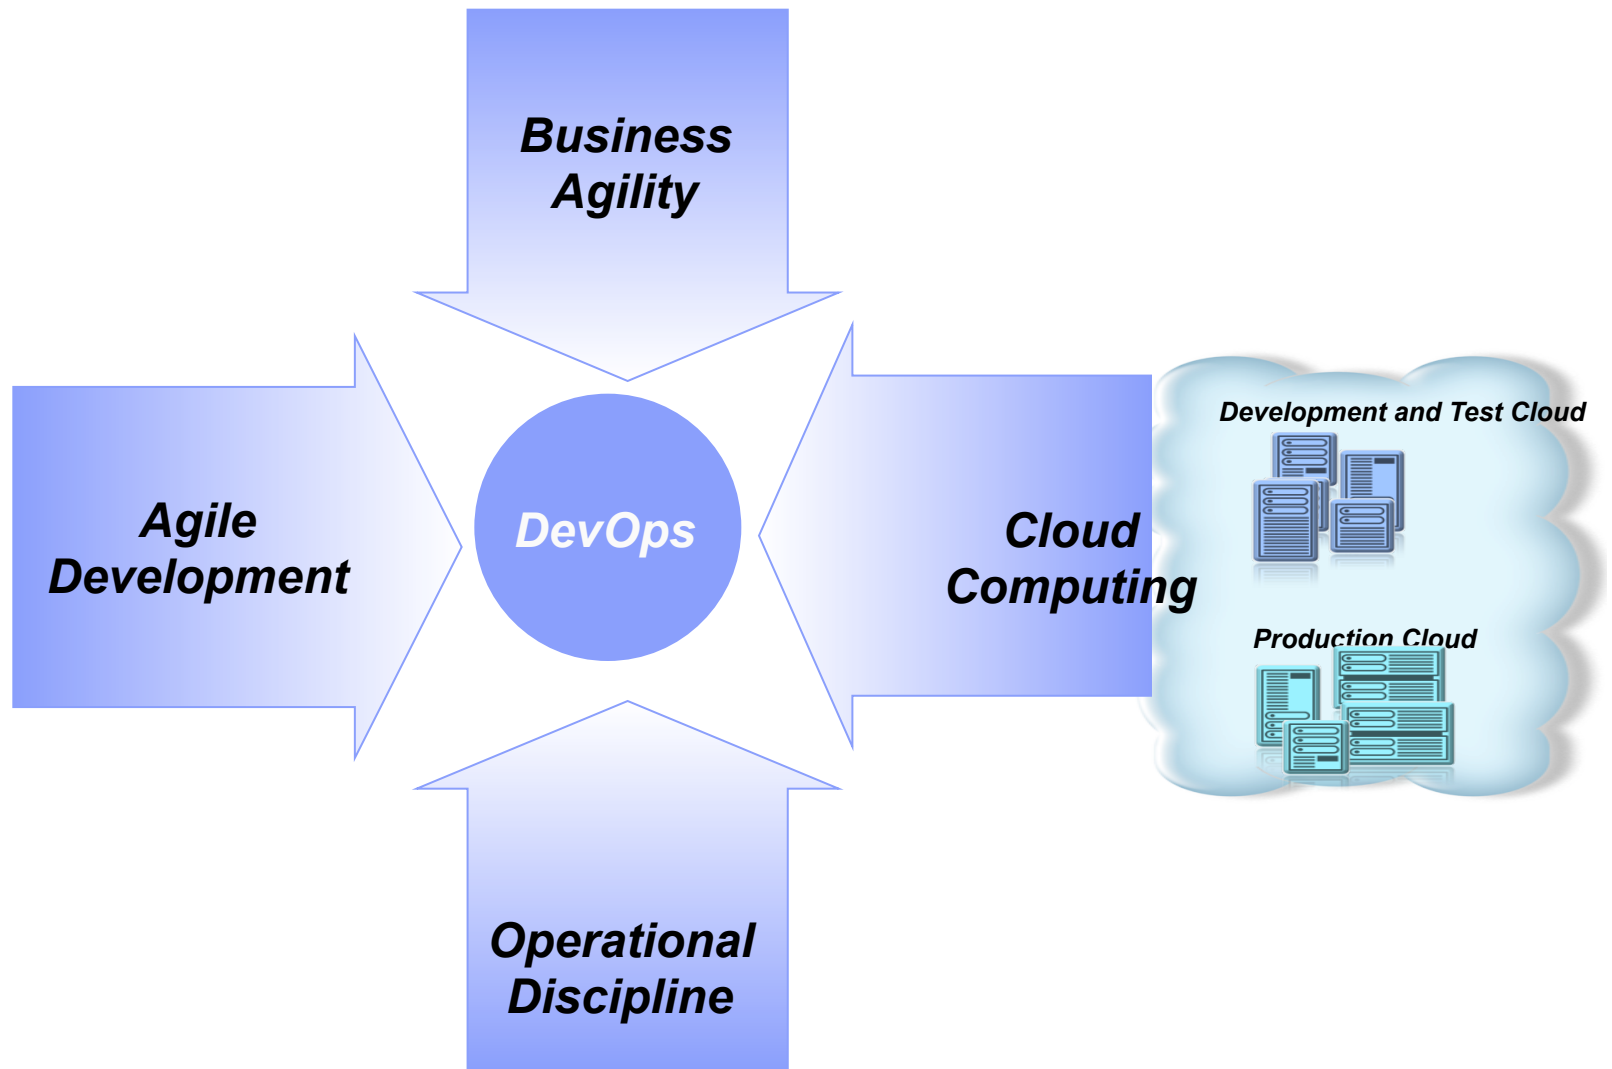 Business
Agility
Agile
Development
DevOps
Cloud
Computing
Development and Test Cloud
Production Cloud
Operational
Discipline